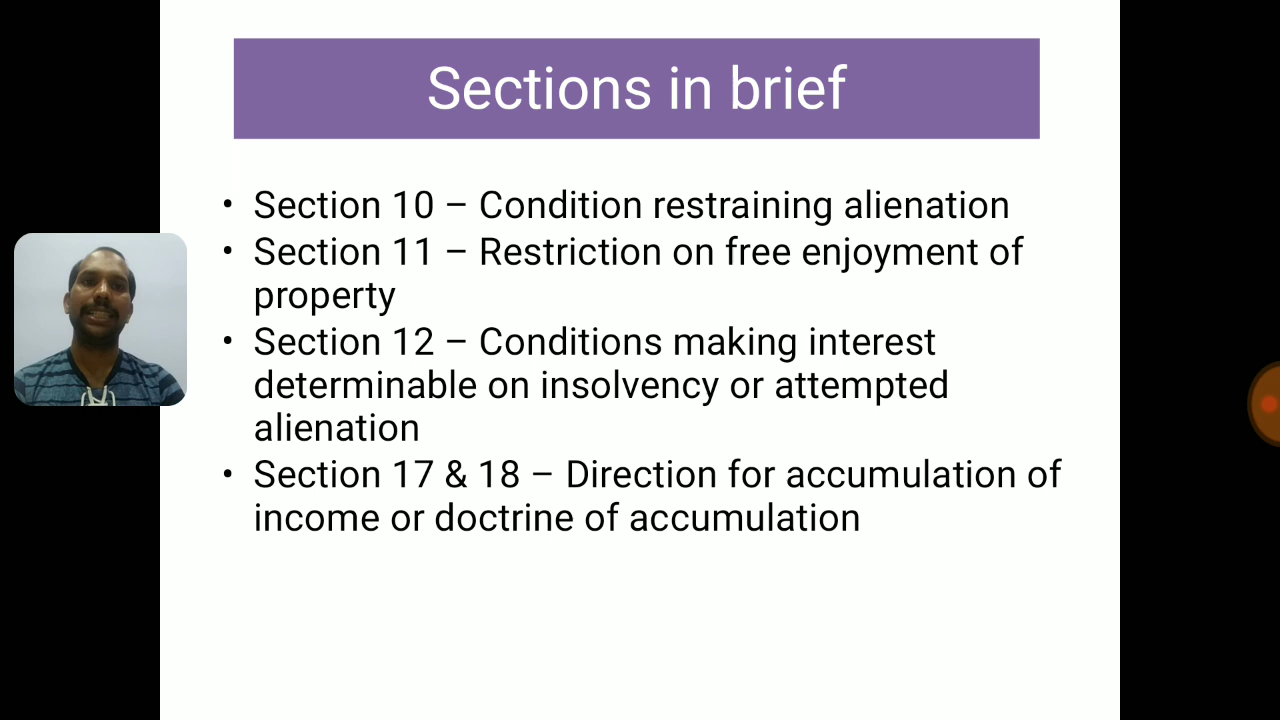 Sections in brief
• Section 10 – Condition restraining alienation
• Section 11 – Restriction on free enjoyment of
property
• Section 12 – Conditions making interest
determinable on insolvency or attempted
alienation
• Section 17 & 18 – Direction for accumulation of
income or doctrine of accumulation